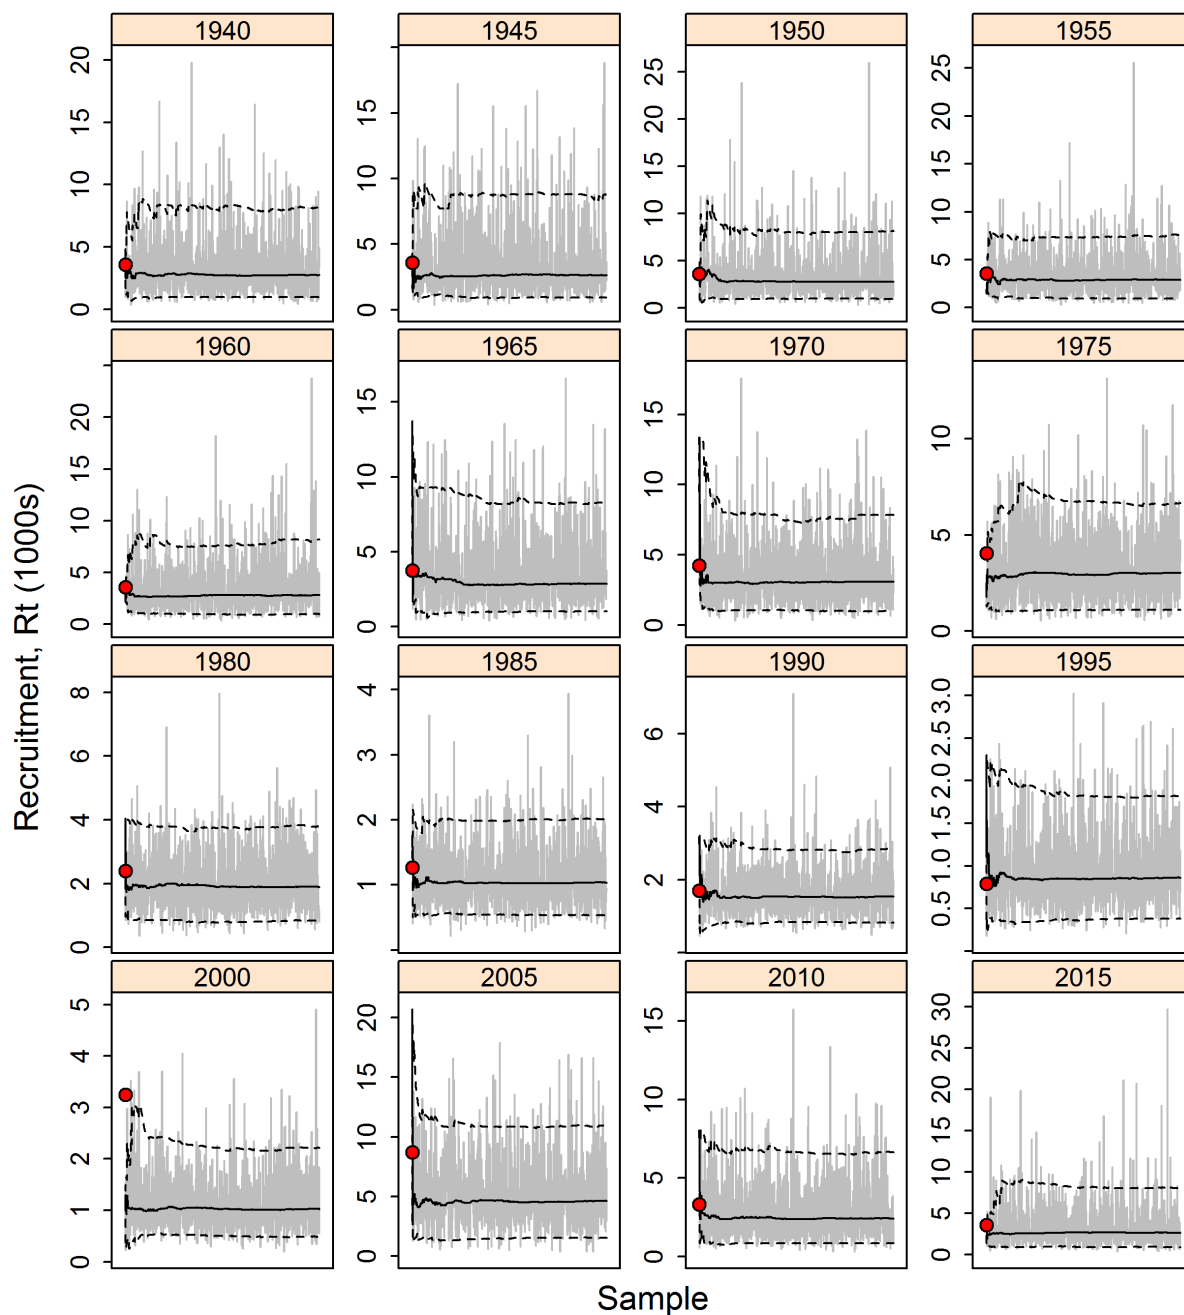 1940 1945 1950 1955
0 5 10 15 20
0 5 10 15
0 5 10 15 20 25
0 5 10 15 20 25
1960 1965 1970 1975
0 5 10 15 20
0 5 10 15
0 5 10 15
0 5 10
1980 1985 1990 1995
0 2 4 6 8
1 2 3 4
2 4 6
0.5 1.0 1.5 2.0 2.5 3.0
2000 2005 2010 2015
0 1 2 3 4 5
0 5 10 15 20
0 5 10 15
0 5 10 15 20 25 30
Recruitment, Rt (1000s)
Sample